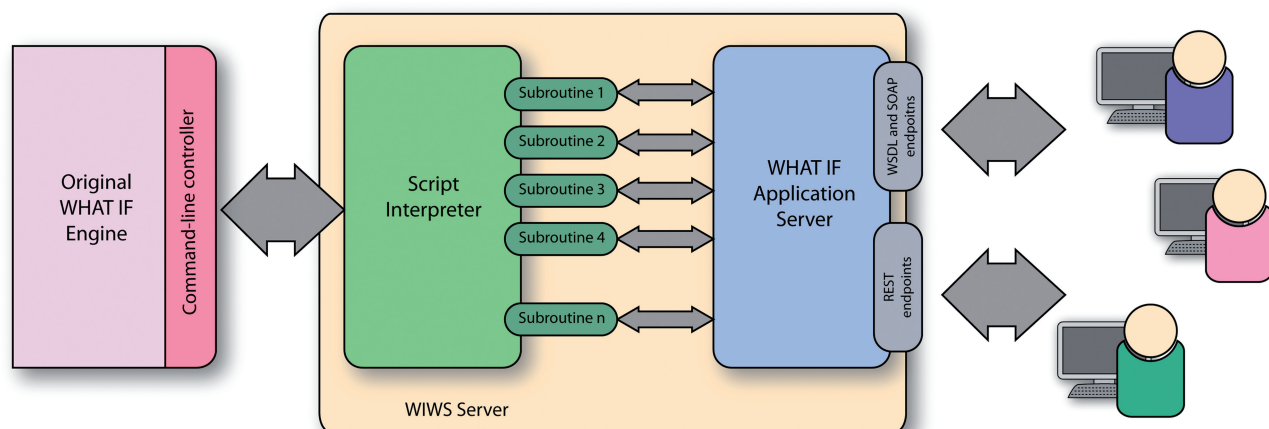 Original
WHAT IF
Engine
Command-line controller
Script
Interpreter
Subroutine 1
Subroutine 2
Subroutine 3
Subroutine 4
Subroutine n
WHAT IF
Application
Server
WSDL and SOAP
endpoitns
REST
endpoints
WIWS Server